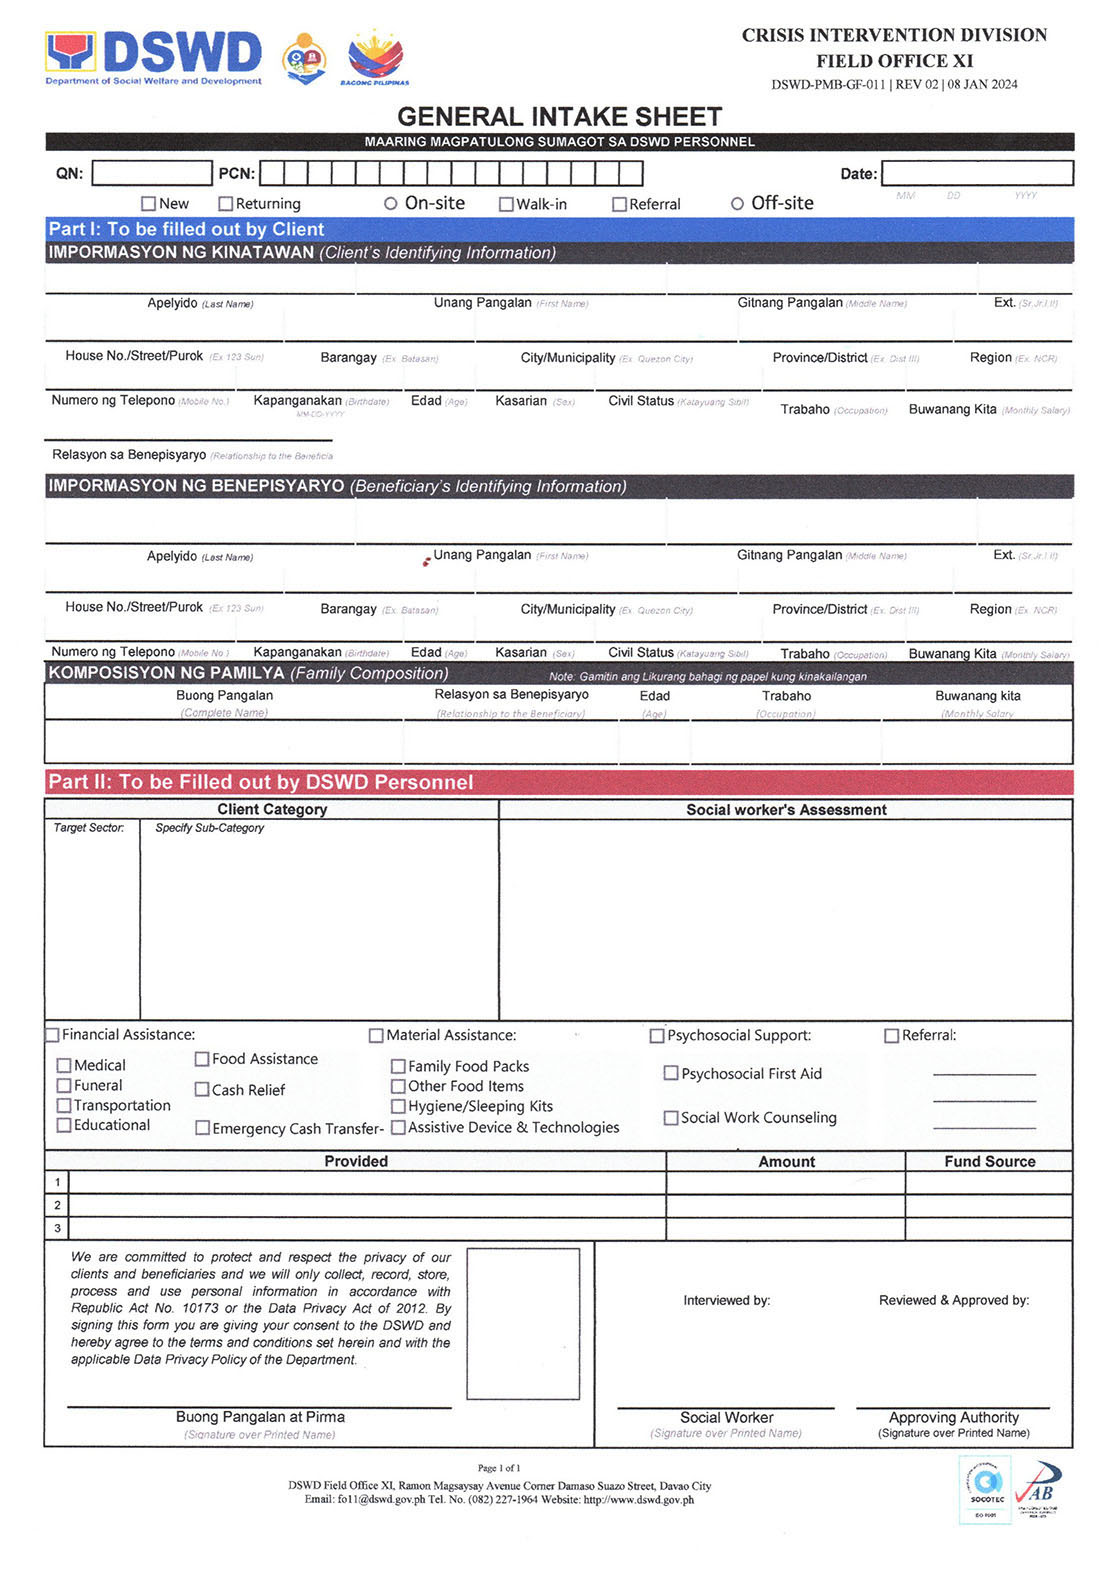 DSWD
Department of Social Welfare and Development
BAGONG PILIPINAS
CRISIS INTERVENTION DIVISION
FIELD OFFICE XI
DSWD-PMB-GF-011 | REV 02 | 08 JAN 2024
GENERAL INTAKE SHEET
MAARING MAGPATULONG SUMAGOT SA DSWD PERSONNEL
QN: PCN: Date:
MM DD YYYY
New Returning On-site Walk-in Referral Off-site
Part I: To be filled out by Client
IMPORMASYON NG KINATAWAN (Client's Identifying Information)
Apelyido (Last Name) Unang Pangalan (First Name) Gitnang Pangalan (Middle Name) Ext. (Sr.Jr.I.II)
House No./Street/Purok (Ex 123 Sun) Barangay (Ex. Batasan) City/Municipality (Ex. Quezon City) Province/District (Ex. Dist III) Region (Ex. NCR)
Numero ng Telepono (Mobile No.) Kapanganakan (Birthdate) Edad (Age) Kasarian (Sex) Civil Status (Katayuang Sibil) Trabaho (Occupation) Buwanang Kita (Monthly Salary)
MM-DD-YYYY
Relasyon sa Benepisyaryo (Relationship to the Beneficia
IMPORMASYON NG BENEPISYARYO (Beneficiary's Identifying Information)
Apelyido (Last Name) Unang Pangalan (First Name) Gitnang Pangalan (Middle Name) Ext. (Sr.Jr.I.II)
House No./Street/Purok (Ex 123 Sun) Barangay (Ex. Batasan) City/Municipality (Ex. Quezon City) Province/District (Ex. Dist III) Region (Ex. NCR)
Numero ng Telepono (Mobile No.) Kapanganakan (Birthdate) Edad (Age) Kasarian (Sex) Civil Status (Katayuang Sibil) Trabaho (Occupation) Buwanang Kita (Monthly Salary)
KOMPOSISYON NG PAMILYA (Family Composition) Note: Gamitin ang Likurang bahagi ng papel kung kinakailangan
Buong Pangalan Relasyon sa Benepisyaryo Edad Trabaho Buwanang kita
(Complete Name) (Relationship to the Beneficiary) (Age) (Occupation) (Monthly Salary
Part II: To be Filled out by DSWD Personnel
Client Category Social worker's Assessment
Target Sector: Specify Sub-Category
Financial Assistance: Material Assistance: Psychosocial Support: Referral:
Medical Food Assistance Family Food Packs Psychosocial First Aid
Funeral Cash Relief Other Food Items
Transportation Hygiene/Sleeping Kits Social Work Counseling
Educational Emergency Cash Transfer- Assistive Device & Technologies
Provided Amount Fund Source
1
2
3
We are committed to protect and respect the privacy of our
clients and beneficiaries and we will only collect, record, store,
process and use personal information in accordance with
Republic Act No. 10173 or the Data Privacy Act of 2012. By
signing this form you are giving your consent to the DSWD and
hereby agree to the terms and conditions set herein and with the
applicable Data Privacy Policy of the Department.
Interviewed by: Reviewed & Approved by:
Buong Pangalan at Pirma Social Worker Approving Authority
(Signature over Printed Name) (Signature over Printed Name) (Signature over Printed Name)
Page 1 of 1
DSWD Field Office XI, Ramon Magsaysay Avenue Corner Damaso Suazo Street, Davao City
Email: fo11@dswd.gov.ph Tel. No. (082) 227-1964 Website: http://www.dswd.gov.ph
SOCOTEC
ISO 9001
AB